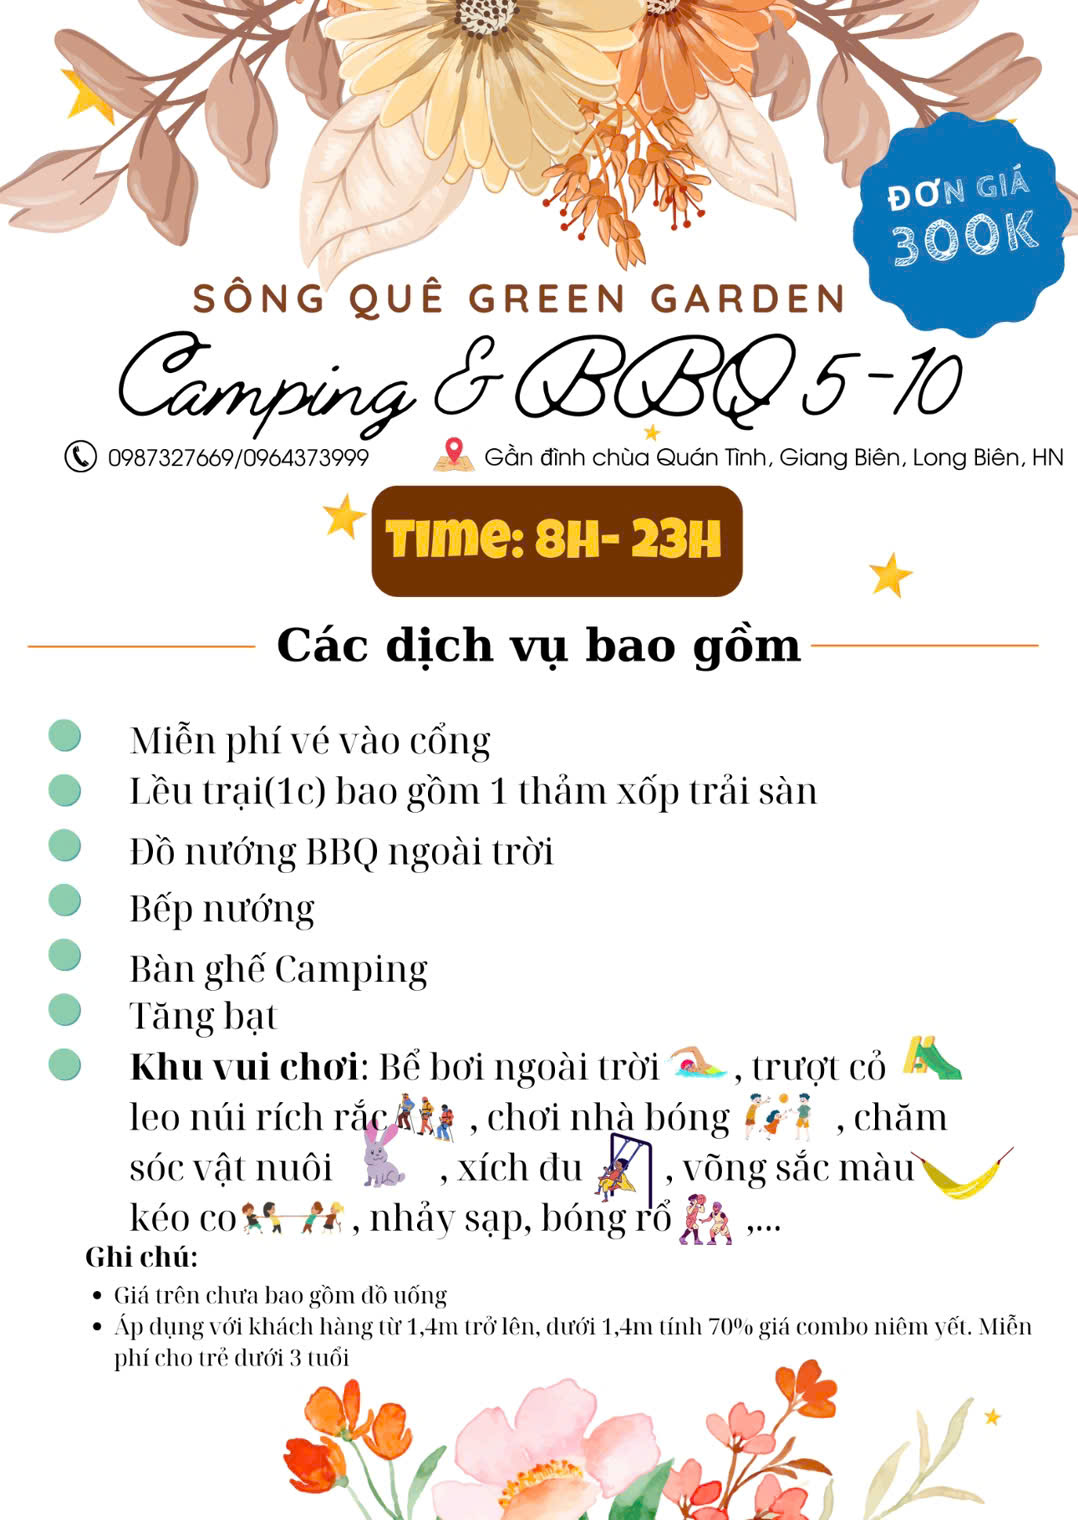 ĐƠN GIÁ
300K
SÔNG QUÊ GREEN GARDEN
Camping & BBQ 5-10
0987327669/0964373999
Gần đình chùa Quán Tình, Giang Biên, Long Biên, HN
TIME: 8H- 23H
Các dịch vụ bao gồm
Miễn phí vé vào cổng
Lều trại(1c) bao gồm 1 thảm xốp trải sàn
Đồ nướng BBQ ngoài trời
Bếp nướng
Bàn ghế Camping
Tăng bạt
Khu vui chơi: Bể bơi ngoài trời , trượt cỏ
leo núi rích rắc , chơi nhà bóng , chăm
sóc vật nuôi , xích đu , võng sắc màu
kéo co , nhảy sạp, bóng rổ ,...
Ghi chú:
• Giá trên chưa bao gồm đồ uống
• Áp dụng với khách hàng từ 1,4m trở lên, dưới 1,4m tính 70% giá combo niêm yết. Miễn
phí cho trẻ dưới 3 tuổi